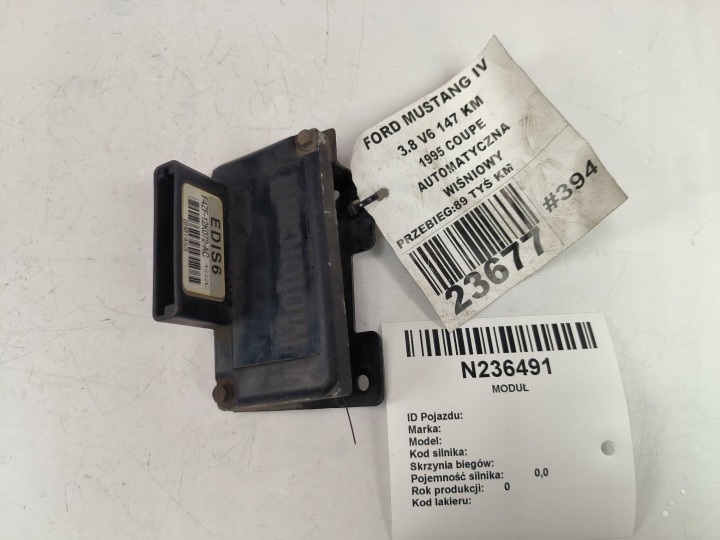 FORD MUSTANG IV
3.8 V6 147 KM
1995 COUPE
AUTOMATYCZNA
WIŚNIOWY
PRZEBIEG:89 TYŚ KM
#394
23677
EDIS6
F47F-12K072-AC
N236491
MODUŁ
ID Pojazdu:
Marka:
Model:
Kod silnika:
Skrzynia biegów:
Pojemność silnika: 0,0
Rok produkcji: 0
Kod lakieru: